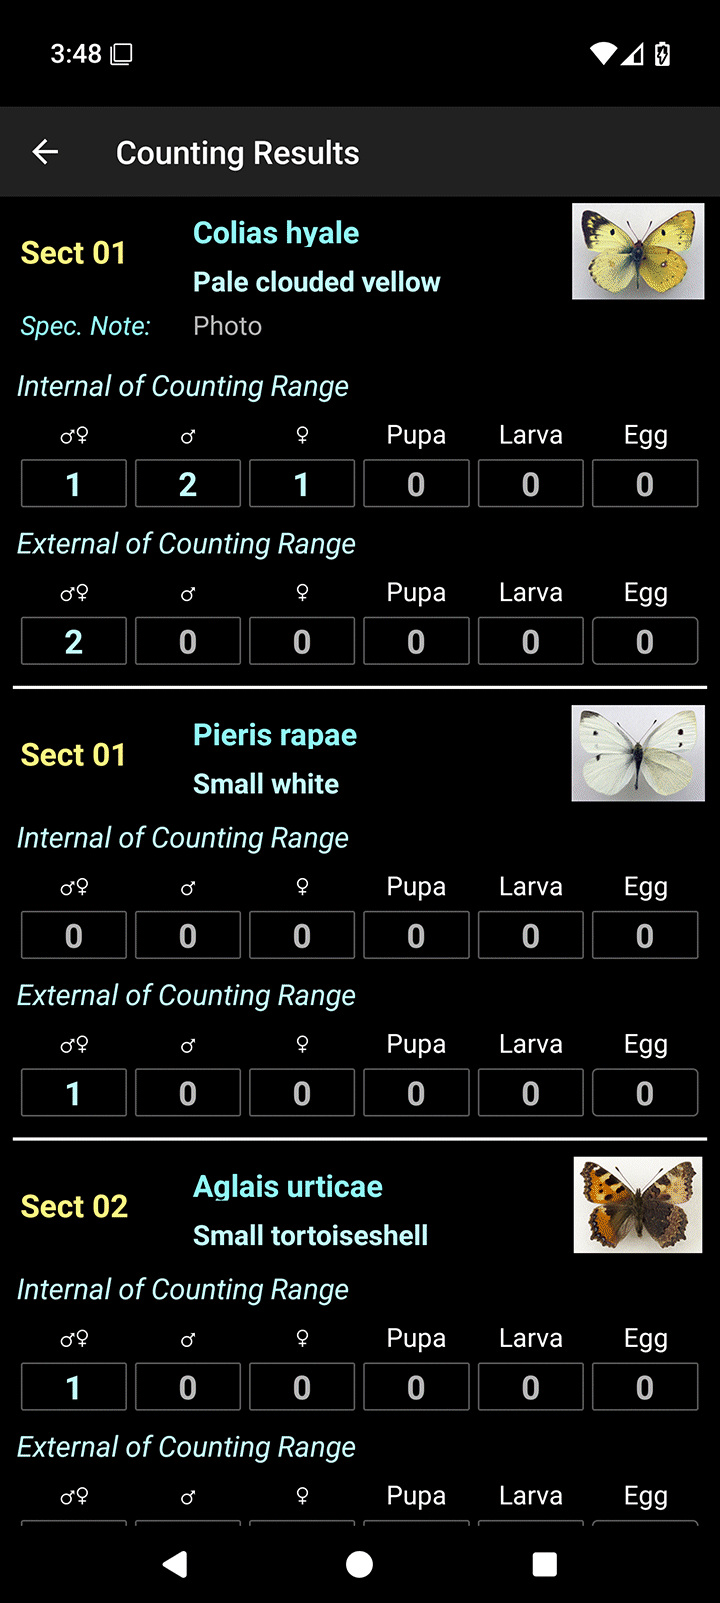 3:48
Counting Results
Sect 01 Colias hyale
Pale clouded yellow
Spec. Note: Photo
Internal of Counting Range
♂♀ ♂ ♀ Pupa Larva Egg
1 2 1 0 0 0
External of Counting Range
♂♀ ♂ ♀ Pupa Larva Egg
2 0 0 0 0 0
Sect 01 Pieris rapae
Small white
Internal of Counting Range
♂♀ ♂ ♀ Pupa Larva Egg
0 0 0 0 0 0
External of Counting Range
♂♀ ♂ ♀ Pupa Larva Egg
1 0 0 0 0 0
Sect 02 Aglais urticae
Small tortoiseshell
Internal of Counting Range
♂♀ ♂ ♀ Pupa Larva Egg
1 0 0 0 0 0
External of Counting Range
♂♀ ♂ ♀ Pupa Larva Egg